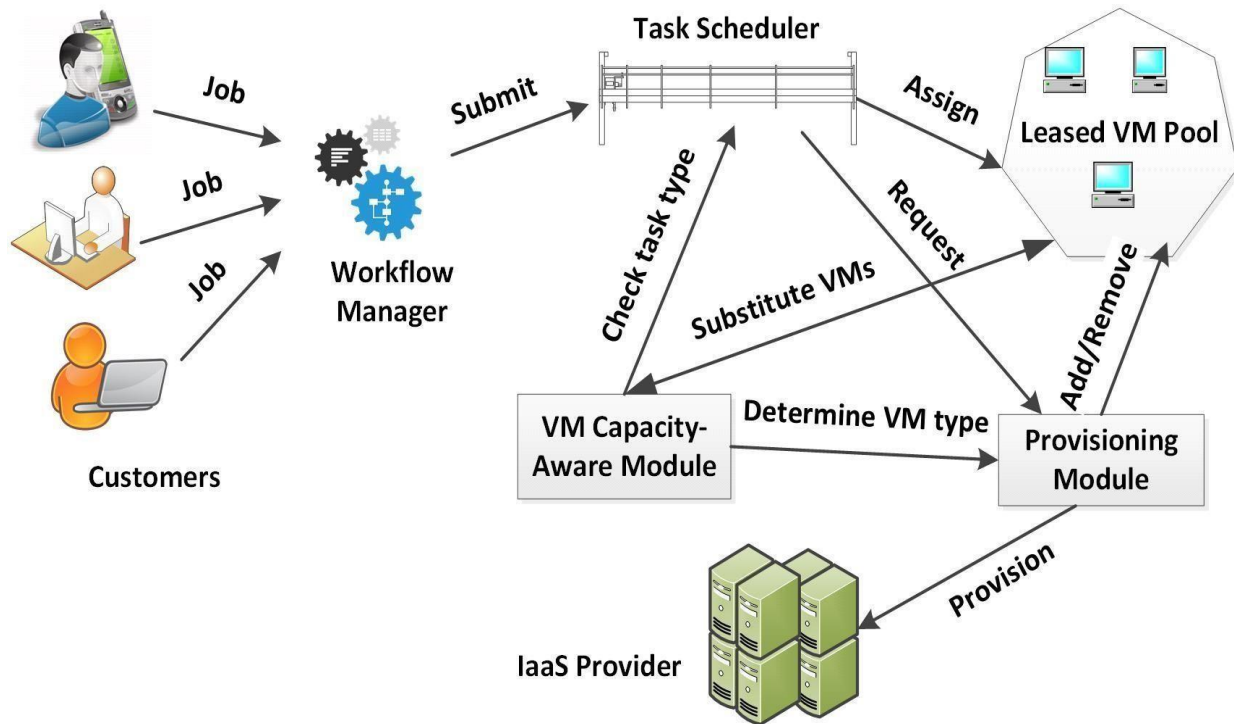 Task Scheduler
Job
Submit
Assign
Leased VM Pool
Job
Job
Workflow
Manager
Check task type
Request
Substitute VMs
Add/Remove
Customers
VM Capacity-
Aware Module
Determine VM type
Provisioning
Module
Provision
IaaS Provider